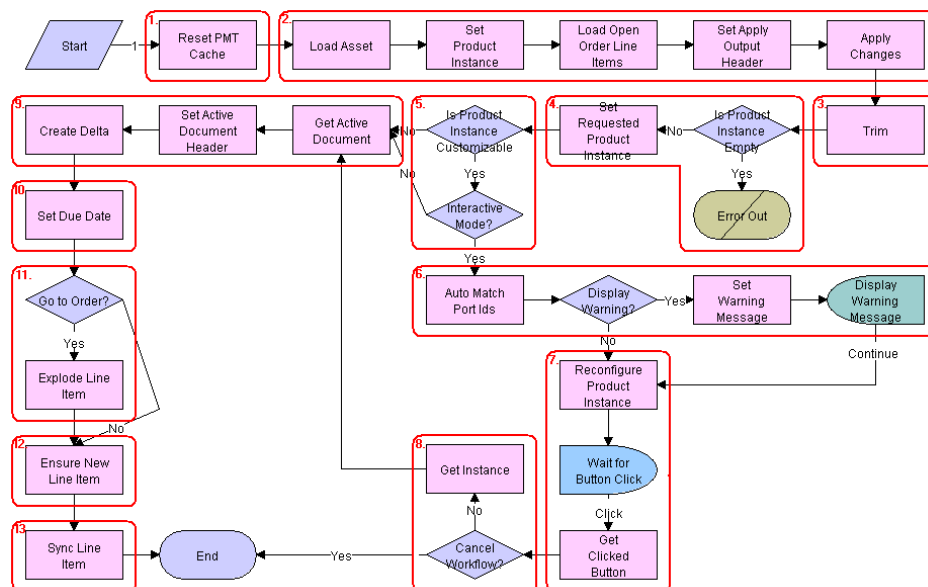 1.
2.
Start
1
Reset PMT
Cache
Load Asset
Set
Product
Instance
Load Open
Order Line
Items
Set Apply
Output
Header
Apply
Changes
9.
Create Delta
Set Active
Document
Header
Get Active
Document
No
No
5.
Is Product
Instance
Customizable
Yes
Interactive
Mode?
Yes
4.
Set
Requested
Product
Instance
No
Is Product
Instance
Empty
Yes
Error Out
3.
Trim
10
Set Due Date
11.
Go to Order?
Yes
Explode Line
Item
No
6.
Auto Match
Port Ids
Display
Warning?
Yes
Set
Warning
Message
Display
Warning
Message
No
Continue
7.
Reconfigure
Product
Instance
Wait for
Button Click
Click
Get
Clicked
Button
8.
Get Instance
No
Cancel
Workflow?
Yes
12
Ensure New
Line Item
13
Sync Line
Item
End